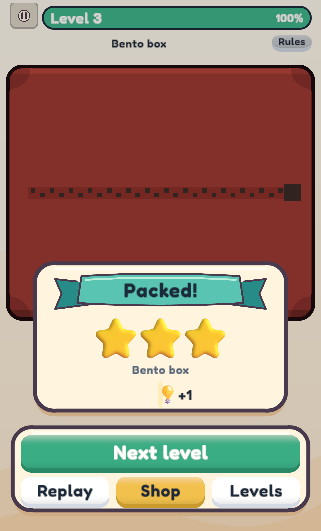 Level 3
100%
Bento box
Rules
Packed!
Bento box
+1
Next level
Replay
Shop
Levels